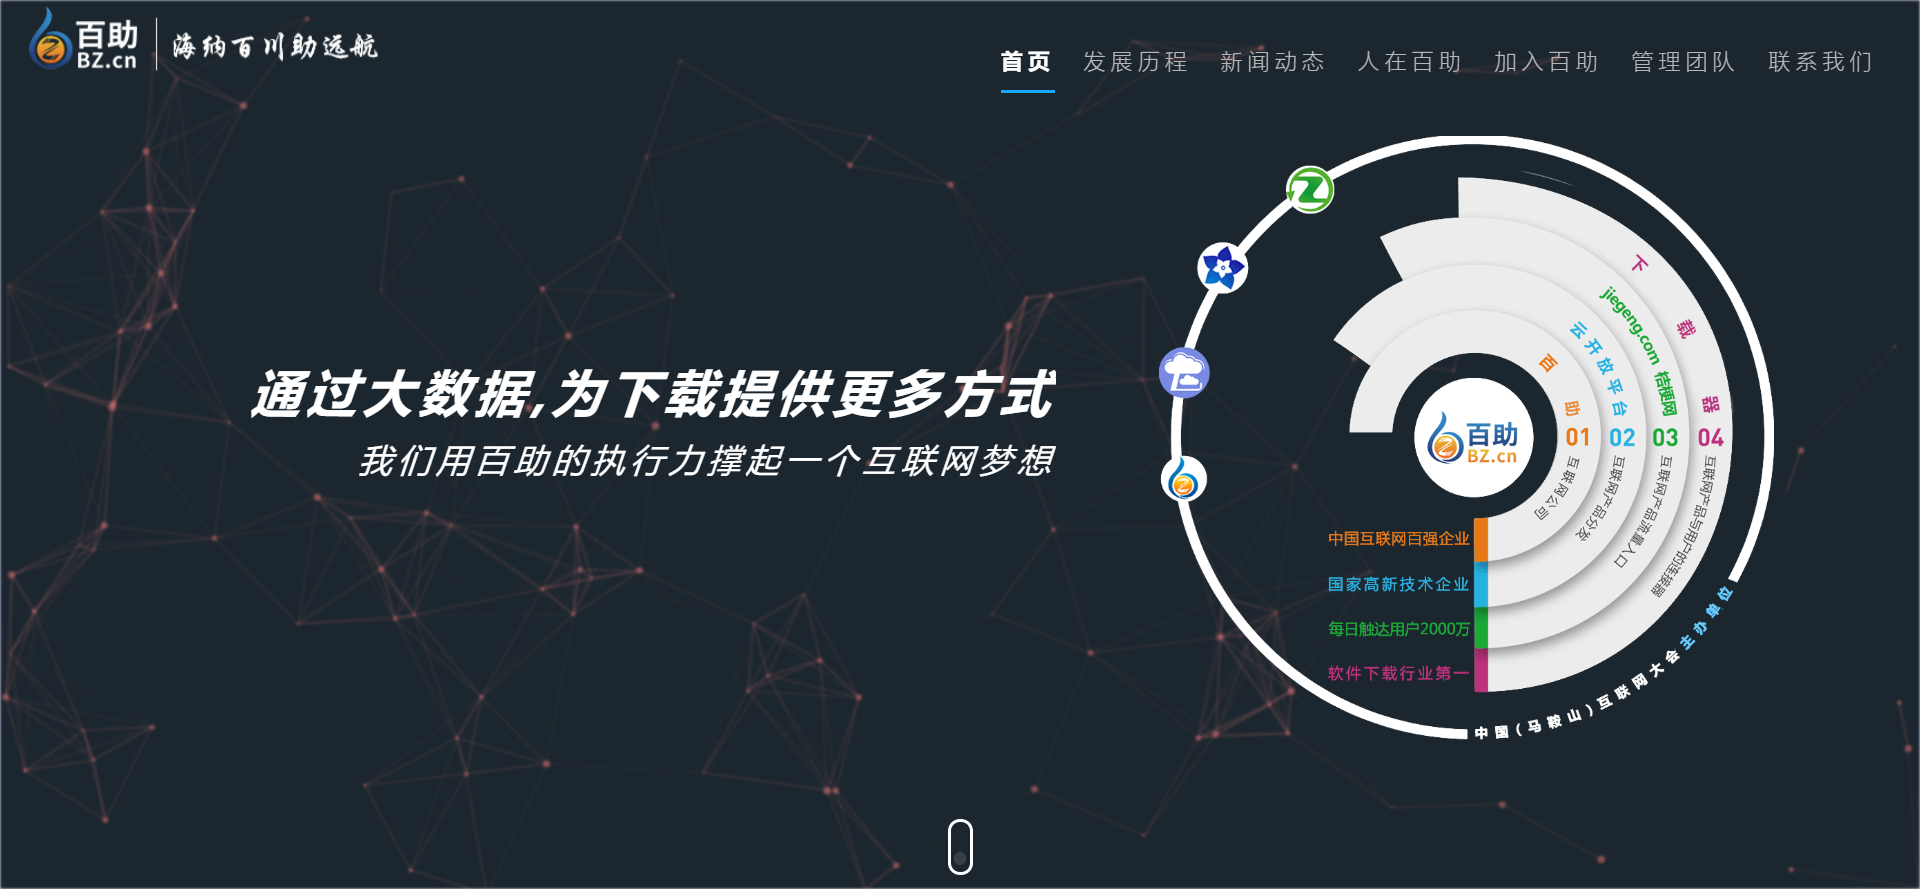 百助
BZ.cn
海纳百川助远航
首页 发展历程 新闻动态 人在百助 加入百助 管理团队 联系我们
通过大数据,为下载提供更多方式
我们用百助的执行力撑起一个互联网梦想
百助
BZ.cn
百助
01
互联网公司
云开放平台
02
互联网产品分发
jiegeng.com 桔梗网
03
互联网产品流量入口
下载器
04
互联网产品与用户的连接器
中国互联网百强企业
国家高新技术企业
每日触达用户2000万
软件下载行业第一
中国(马鞍山)互联网大会主办单位